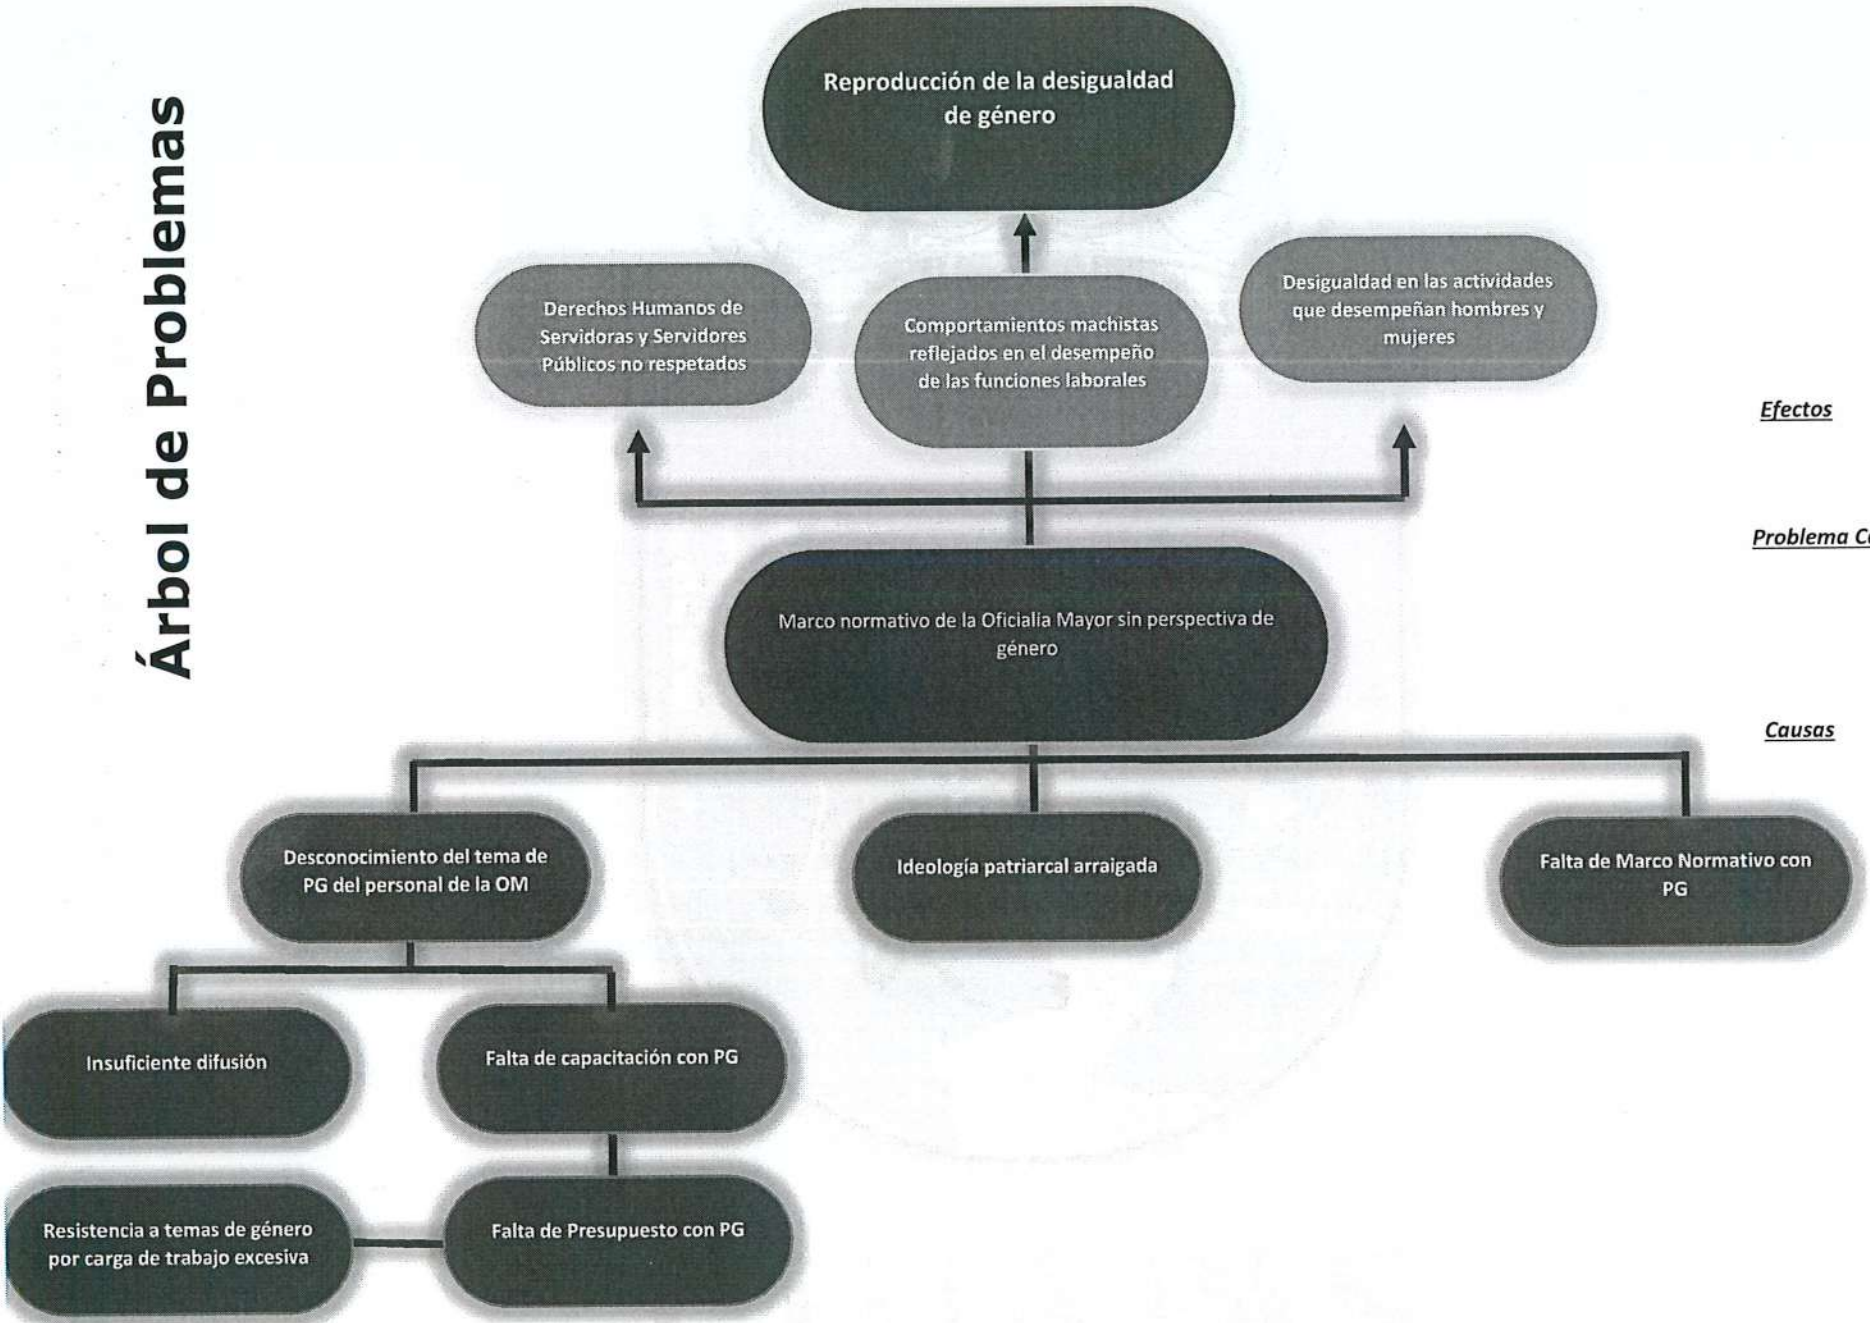 Árbol de Problemas
Reproducción de la desigualdad
de género
Derechos Humanos de
Servidoras y Servidores
Públicos no respetados
Comportamientos machistas
reflejados en el desempeño
de las funciones laborales
Desigualdad en las actividades
que desempeñan hombres y
mujeres
Efectos
Problema
Marco normativo de la Oficialia Mayor sin perspectiva de
género
Causas
Desconocimiento del tema de
PG del personal de la OM
Ideología patriarcal arraigada
Falta de Marco Normativo con
PG
Insuficiente difusión
Falta de capacitación con PG
Resistencia a temas de género
por carga de trabajo excesiva
Falta de Presupuesto con PG